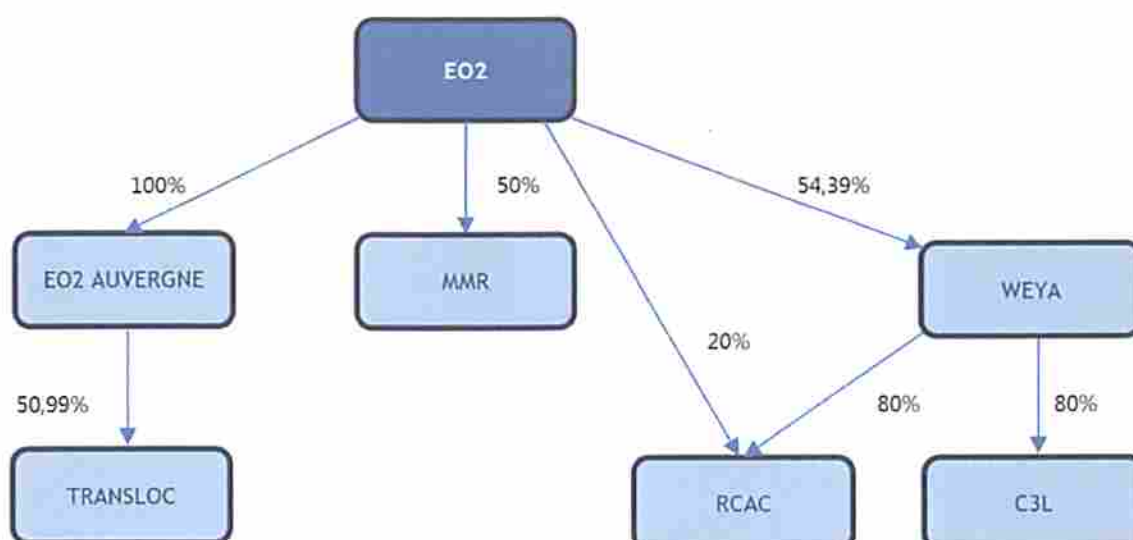 EO2
100%
50%
54,39%
EO2 AUVERGNE
MMR
WEYA
20%
50,99%
80%
80%
TRANSLOC
RCAC
C3L